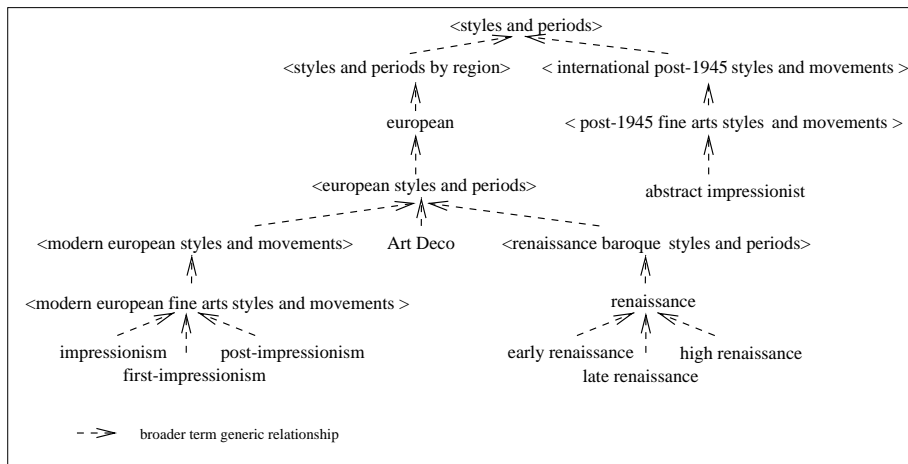 <styles and periods>
<styles and periods by region>
< international post-1945 styles and movements >
european
< post-1945 fine arts styles and movements >
<european styles and periods>
abstract impressionist
<modern european styles and movements>
Art Deco
<renaissance baroque styles and periods>
<modern european fine arts styles and movements >
renaissance
impressionism
post-impressionism
first-impressionism
early renaissance
high renaissance
late renaissance
broader term generic relationship